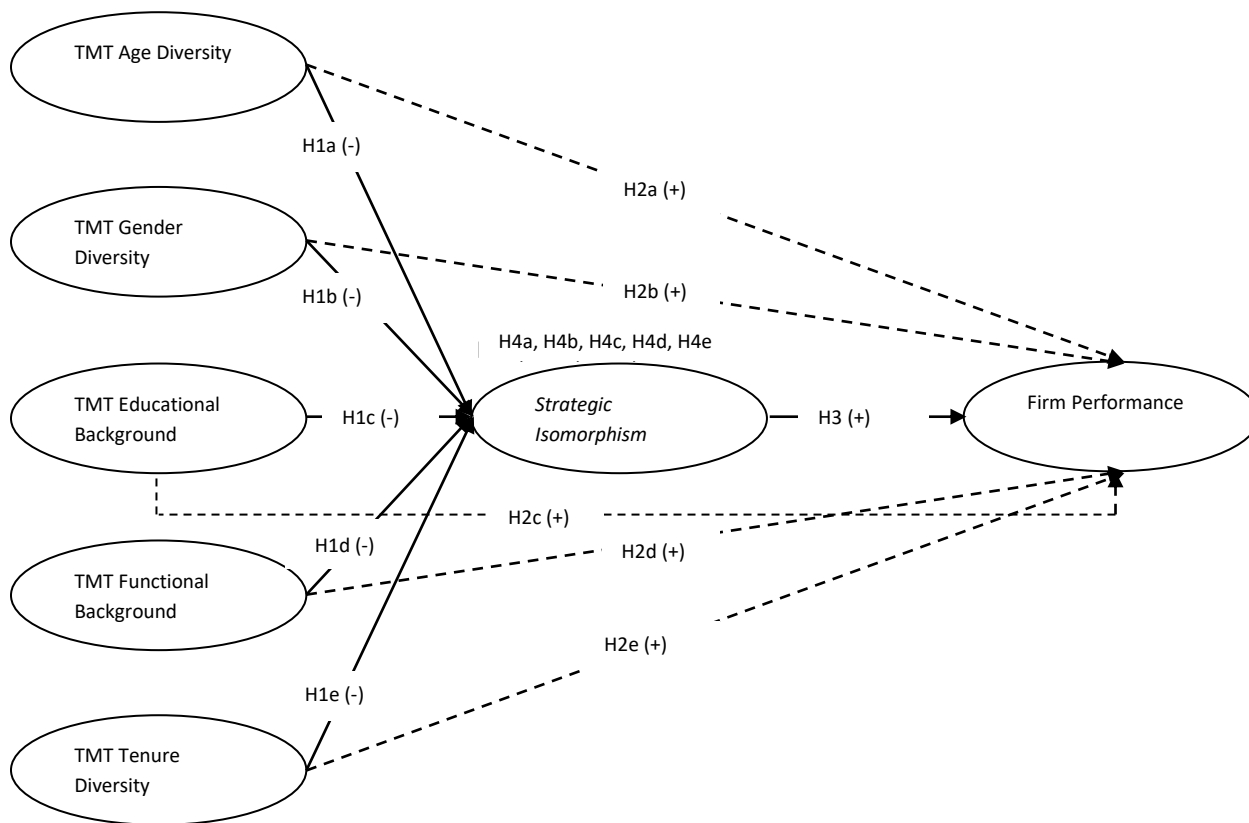 TMT Age Diversity
H1a (-)
H2a (+)
TMT Gender
Diversity
H1b (-)
H2b (+)
H4a, H4b, H4c, H4d, H4e
TMT Educational
Background
H1c (-)
Strategic
Isomorphism
H3 (+)
Firm Performance
H2c (+)
H1d (-)
H2d (+)
TMT Functional
Background
H2e (+)
H1e (-)
TMT Tenure
Diversity